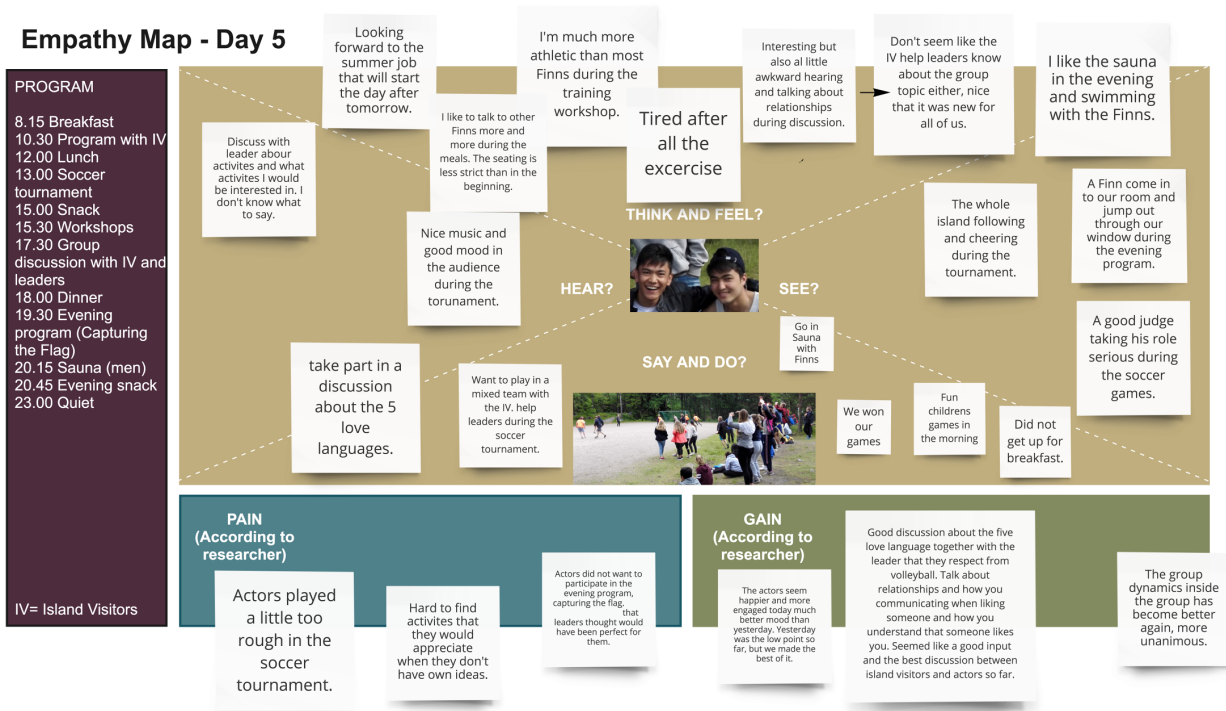 Empathy Map - Day 5
PROGRAM
8.15 Breakfast
10.30 Program with IV
12.00 Lunch
13.00 Soccer
tournament
15.00 Snack
15.30 Workshops
17.30 Group
discussion with IV and
leaders
18.00 Dinner
19.30 Evening
program (Capturing
the Flag)
20.15 Sauna (men)
20.45 Evening snack
23.00 Quiet
IV= Island Visitors
Looking
forward to the
summer job
that will start
the day after
tomorrow.
I'm much more
athletic than most
Finns during the
training
workshop.
Interesting but
also al little
awkward hearing
and talking about
relationships
during discussion.
Don't seem like the
IV help leaders know
about the group
topic either, nice
that it was new for
all of us.
I like the sauna
in the evening
and swimming
with the Finns.
Discuss with
leader abour
activites and what
activites I would
be interested in. I
don't know what
to say.
I like to talk to other
Finns more and
more during the
meals. The seating is
less strict than in the
beginning.
Tired after
all the
excercise
THINK AND FEEL?
Nice music and
good mood in
the audience
during the
torunament.
HEAR?
SEE?
The whole
island following
and cheering
during the
tournament.
A Finn come in
to our room and
jump out
through our
window during
the evening
program.
A good judge
taking his role
serious during
the soccer
games.
take part in a
discussion
about the 5
love
languages.
Want to play in a
mixed team with
the IV. help
leaders during the
soccer
tournament.
SAY AND DO?
Go in
Sauna
with
Finns
We won
our
games
Fun
childrens
games in
the morning
Did not
get up for
breakfast.
PAIN
(According to
researcher)
Actors played
a little too
rough in the
soccer
tournament.
Hard to find
activites that
they would
appreciate
when they don't
have own ideas.
Actors did not want to
participate in the
evening program,
capturing the flag.
that
leaders thought would
have been perfect for
them.
GAIN
(According to
researcher)
The actors seem
happier and more
engaged today much
better mood than
yesterday. Yesterday
was the low point so
far, but we made the
best of it.
Good discussion about the five
love language together with the
leader that they respect from
volleyball. Talk about
relationships and how you
communicating when liking
someone and how you
understand that someone likes
you. Seemed like a good input
and the best discussion between
island visitors and actors so far.
The group
dynamics inside
the group has
become better
again, more
unanimous.